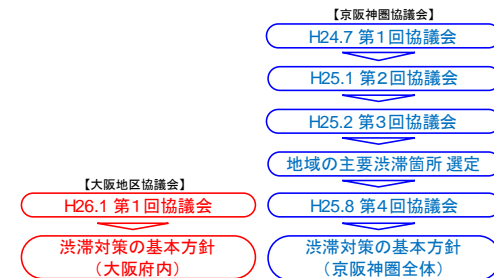 【京阪神圏協議会】
H24.7 第1回協議会
H25.1 第2回協議会
H25.2 第3回協議会
地域の主要渋滞箇所 選定
【大阪地区協議会】
H26.1 第1回協議会
H25.8 第4回協議会
渋滞対策の基本方針
（大阪府内）
渋滞対策の基本方針
（京阪神圏全体）